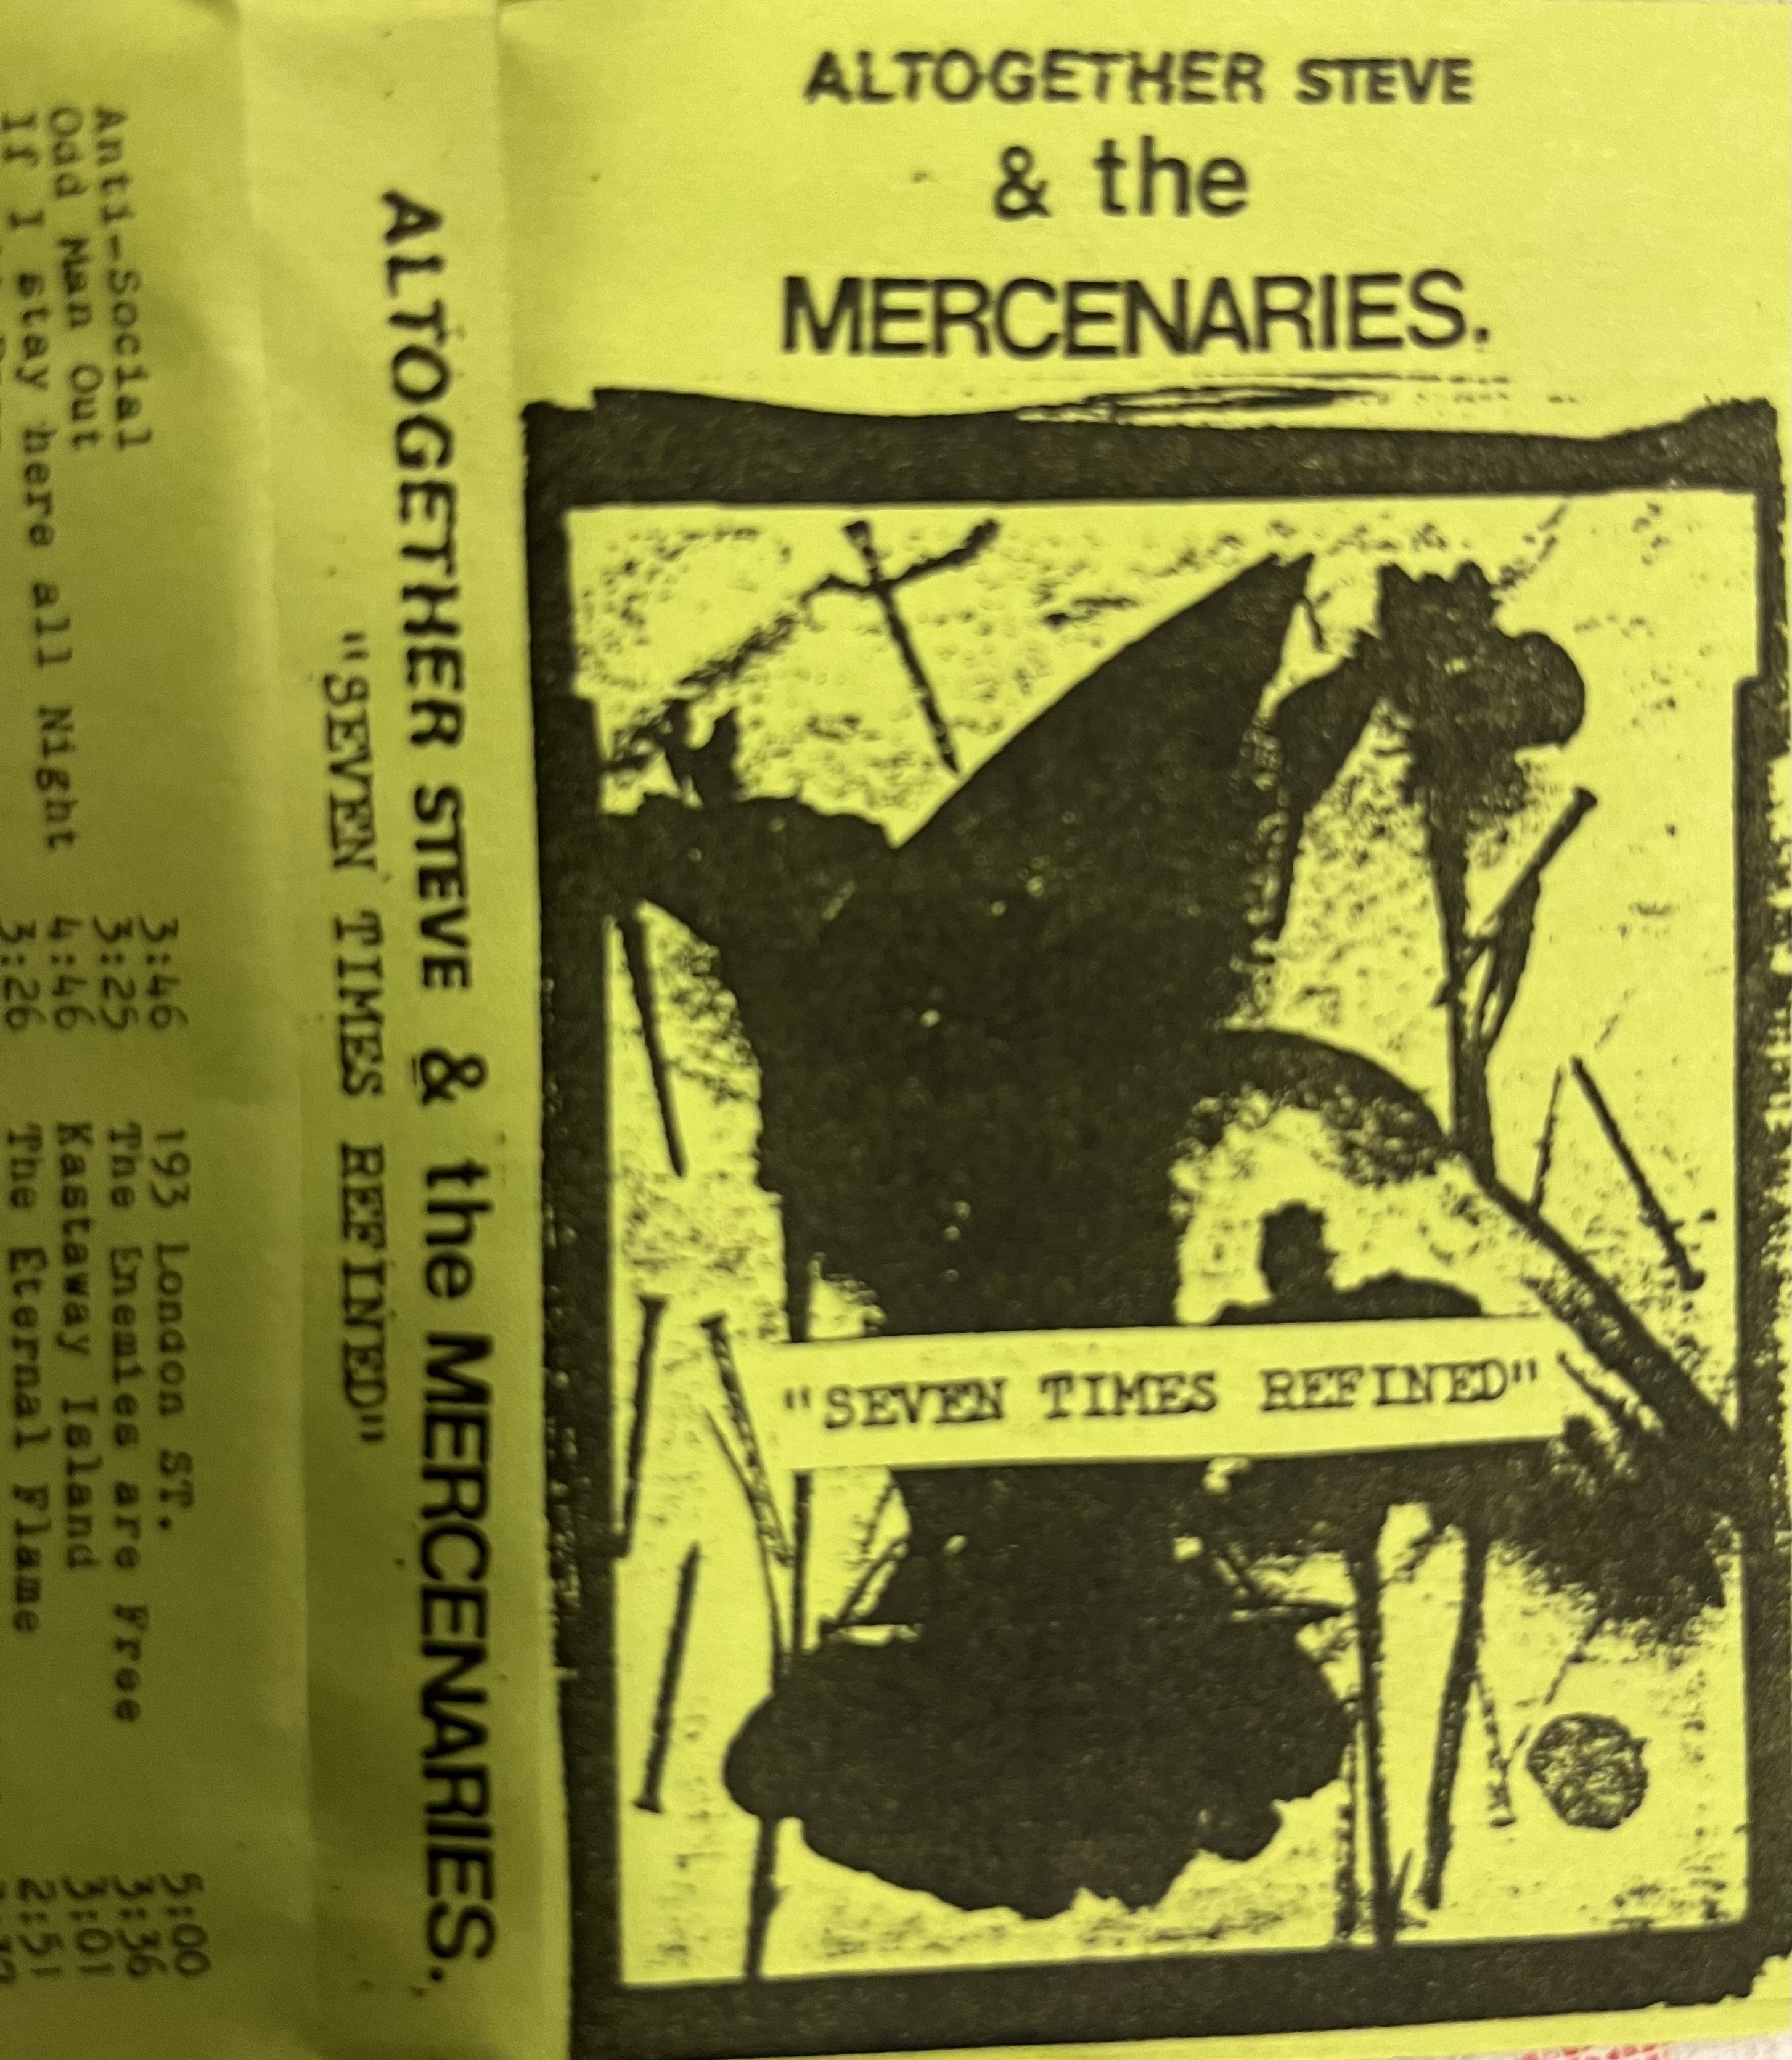 ALTOGETHER STEVE
& the
MERCENARIES.
"SEVEN TIMES REFINED"
ALTOGETHER STEVE & the MERCENARIES.
"SEVEN TIMES REFINED"
Anti-Social 3:46 193 London ST. 5:00
Odd Man Out 3:25 The Enemies are Free 3:36
If I stay here all Night 4:46 Kastaway Island 3:01
3:26 The Eternal Flame 2:51